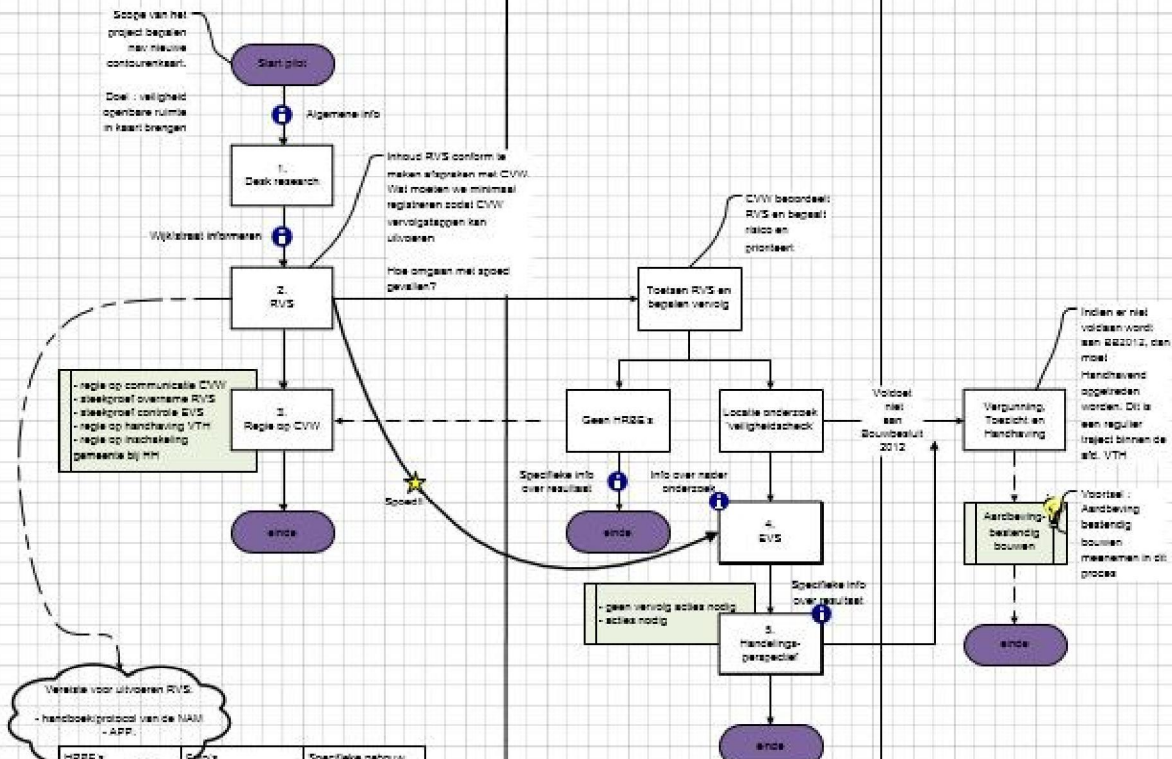 Scope van het
project bepalen
nav nieuwe
contourenkaart.
Doel : veiligheid
openbare ruimte
in kaart brengen
Start pilot
Algemene info
1.
Desk research
Wijk/straat informeren
Inhoud RVS conform te
maken afspraken met CVW.
Wat moeten we minimaal
registreren zodat CVW
vervolgstappen kan
uitvoeren
Hoe omgaan met spoed
gevallen?
2.
RVS
- regie op communicatie CVW
- steekproef overname RVS
- steekproef controle EVS
- regie op handhaving VTH
- regie op inschakeling
gemeente bij HH
3.
Regie op CVW
einde
Spoed!!
Vereiste voor uitvoeren RVS.
- handboek/protocol van de NAM
- APP.
Specifieke gebouw
CVW beoordeelt
RVS en bepaalt
risico en
prioriteert
Toetsen RVS en
bepalen vervolg
Geen HRBE's
Locatie onderzoek
'veiligheidscheck'
Specifieke info
over resultaat
Info over nader
onderzoek
einde
4.
EVS
Specifieke info
over resultaat
- geen vervolg acties nodig
- acties nodig
5.
Handelings-
perspectief
einde
Voldoet
niet
aan
Bouwbesluit
2012
Indien er niet
voldaan wordt
aan BB2012, dan
moet
Handhavend
opgetreden
worden. Dit is
een regulier
traject binnen de
afd. VTH
Vergunning,
Toezicht en
Handhaving
Aardbeving-
bestendig
bouwen
Voorstel :
Aardbeving
bestendig
bouwen
meenemen in dit
proces
einde